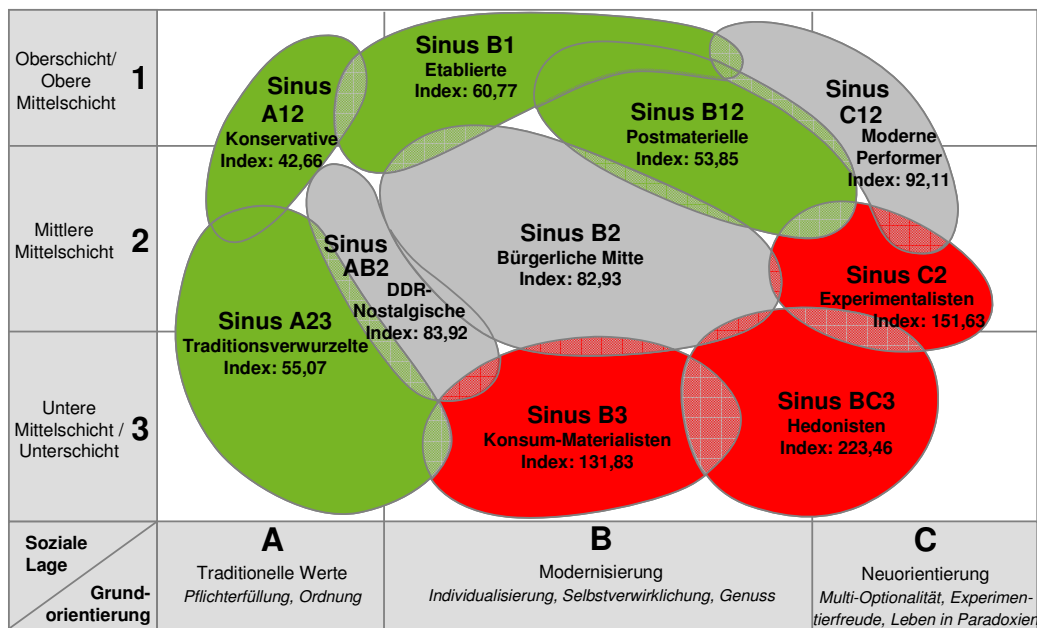 Oberschicht/
Obere
Mittelschicht
1
Sinus B1
Etablierte
Index: 60,77
Sinus
A12
Konservative
Index: 42,66
Sinus B12
Postmaterielle
Index: 53,85
Sinus
C12
Moderne
Performer
Index: 92,11
Mittlere
Mittelschicht
2
Sinus
AB2
DDR-
Nostalgische
Index: 83,92
Sinus B2
Bürgerliche Mitte
Index: 82,93
Sinus C2
Experimentalisten
Index: 151,63
Sinus A23
Traditionsverwurzelte
Index: 55,07
Untere
Mittelschicht /
Unterschicht
3
Sinus B3
Konsum-Materialisten
Index: 131,83
Sinus BC3
Hedonisten
Index: 223,46
Soziale
Lage
Grund-
orientierung
A
Traditionelle Werte
Pflichterfüllung, Ordnung
B
Modernisierung
Individualisierung, Selbstverwirklichung, Genuss
C
Neuorientierung
Multi-Optionalität, Experimen-
tierfreude, Leben in Paradoxien